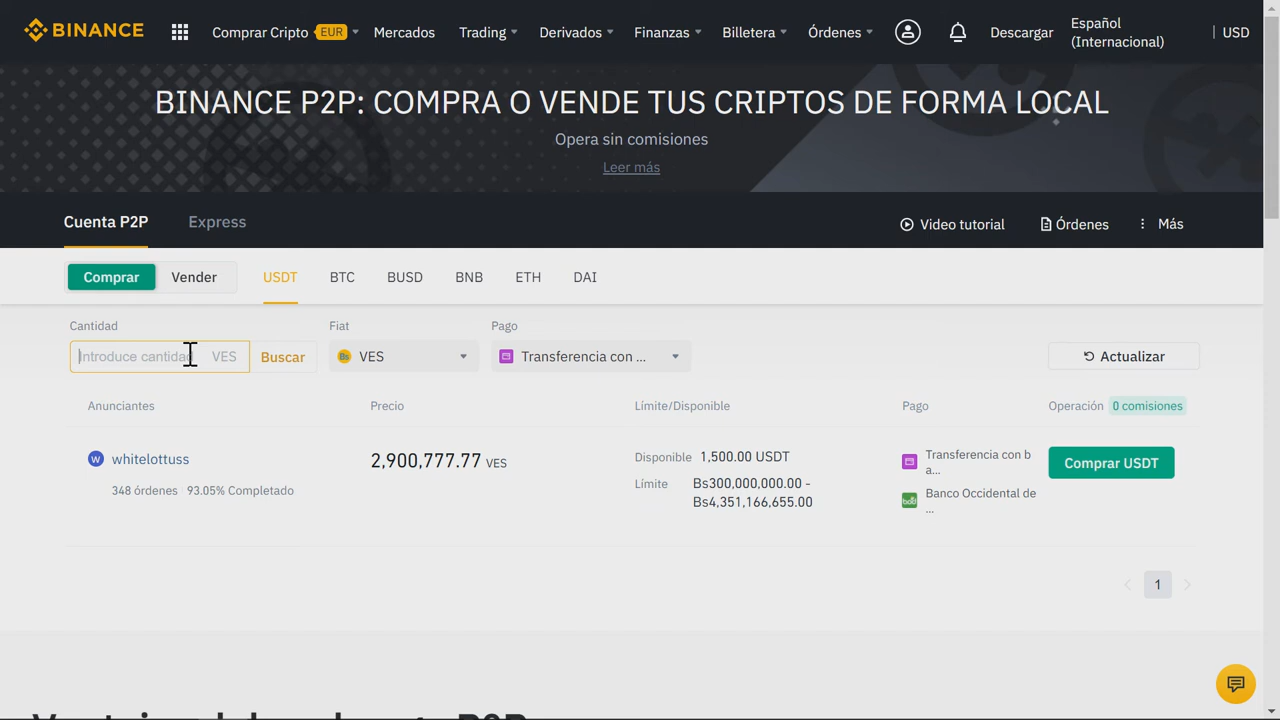 BINANCE
Comprar Cripto EUR
Mercados
Trading
Derivados
Finanzas
Billetera
Órdenes
Descargar
Español
(Internacional)
USD
BINANCE P2P: COMPRA O VENDE TUS CRIPTOS DE FORMA LOCAL
Opera sin comisiones
Leer más
Cuenta P2P
Express
Video tutorial
Órdenes
Más
Comprar
Vender
USDT
BTC
BUSD
BNB
ETH
DAI
Cantidad
Fiat
Pago
Introduce cantidad VES
Buscar
Bs VES
Transferencia con ...
Actualizar
Anunciantes
Precio
Límite/Disponible
Pago
Operación 0 comisiones
W whitelottuss
348 órdenes 93.05% Completado
2,900,777.77 VES
Disponible 1,500.00 USDT
Límite Bs300,000,000.00 -
Bs4,351,166,655.00
Transferencia con b
a...
Banco Occidental de
...
Comprar USDT
1